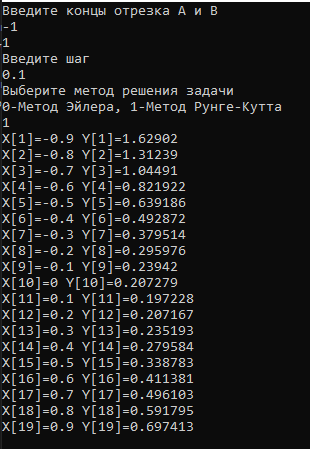 Введите концы отрезка А и В
-1
1
Введите шаг
0.1
Выберите метод решения задачи
0-Метод Эйлера, 1-Метод Рунге-Кутта
1
X[1]=-0.9 Y[1]=1.62902
X[2]=-0.8 Y[2]=1.31239
X[3]=-0.7 Y[3]=1.04491
X[4]=-0.6 Y[4]=0.821922
X[5]=-0.5 Y[5]=0.639186
X[6]=-0.4 Y[6]=0.492872
X[7]=-0.3 Y[7]=0.379514
X[8]=-0.2 Y[8]=0.295976
X[9]=-0.1 Y[9]=0.23942
X[10]=0 Y[10]=0.207279
X[11]=0.1 Y[11]=0.197228
X[12]=0.2 Y[12]=0.207167
X[13]=0.3 Y[13]=0.235193
X[14]=0.4 Y[14]=0.279584
X[15]=0.5 Y[15]=0.338783
X[16]=0.6 Y[16]=0.411381
X[17]=0.7 Y[17]=0.496103
X[18]=0.8 Y[18]=0.591795
X[19]=0.9 Y[19]=0.697413